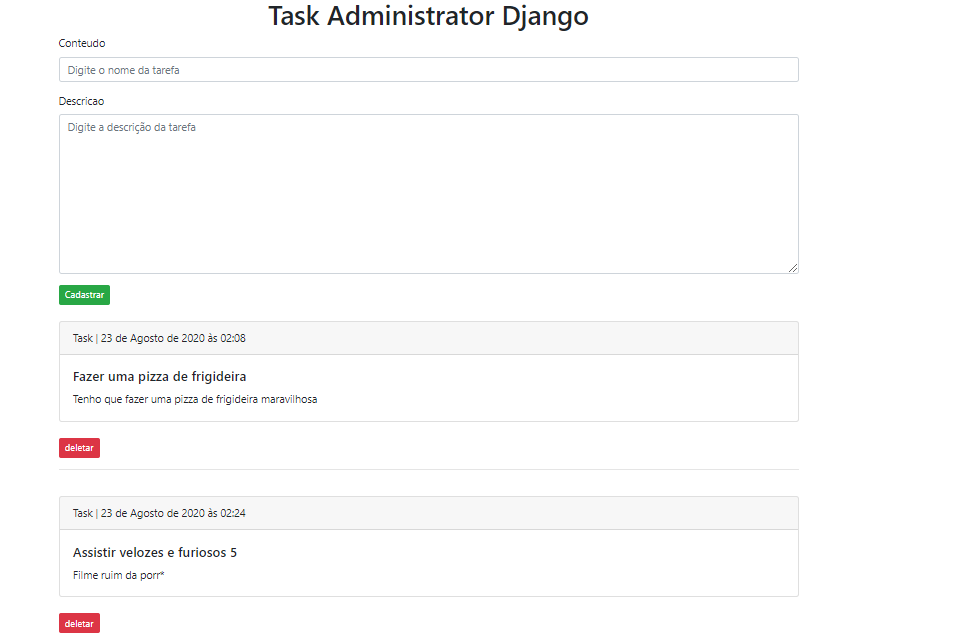 Task Administrator Django
Conteudo
Digite o nome da tarefa
Descricao
Digite a descrição da tarefa
Cadastrar
Task | 23 de Agosto de 2020 às 02:08
Fazer uma pizza de frigideira
Tenho que fazer uma pizza de frigideira maravilhosa
deletar
Task | 23 de Agosto de 2020 às 02:24
Assistir velozes e furiosos 5
Filme ruim da porr*
deletar